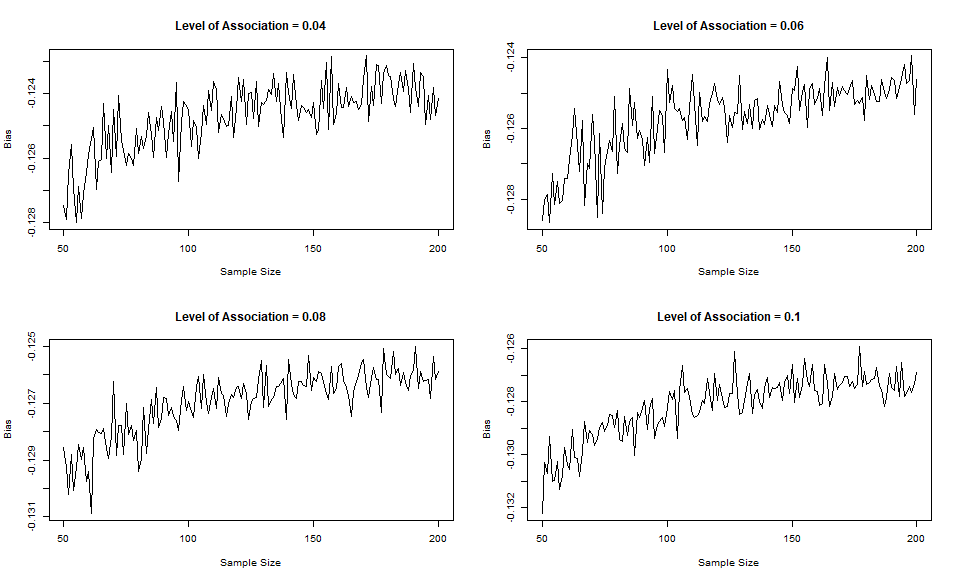 Level of Association = 0.04
Bias
-0.124
-0.126
-0.128
50 100 150 200
Sample Size
Level of Association = 0.06
Bias
-0.124
-0.126
-0.128
50 100 150 200
Sample Size
Level of Association = 0.08
Bias
-0.125
-0.127
-0.129
-0.131
50 100 150 200
Sample Size
Level of Association = 0.1
Bias
-0.126
-0.128
-0.130
-0.132
50 100 150 200
Sample Size